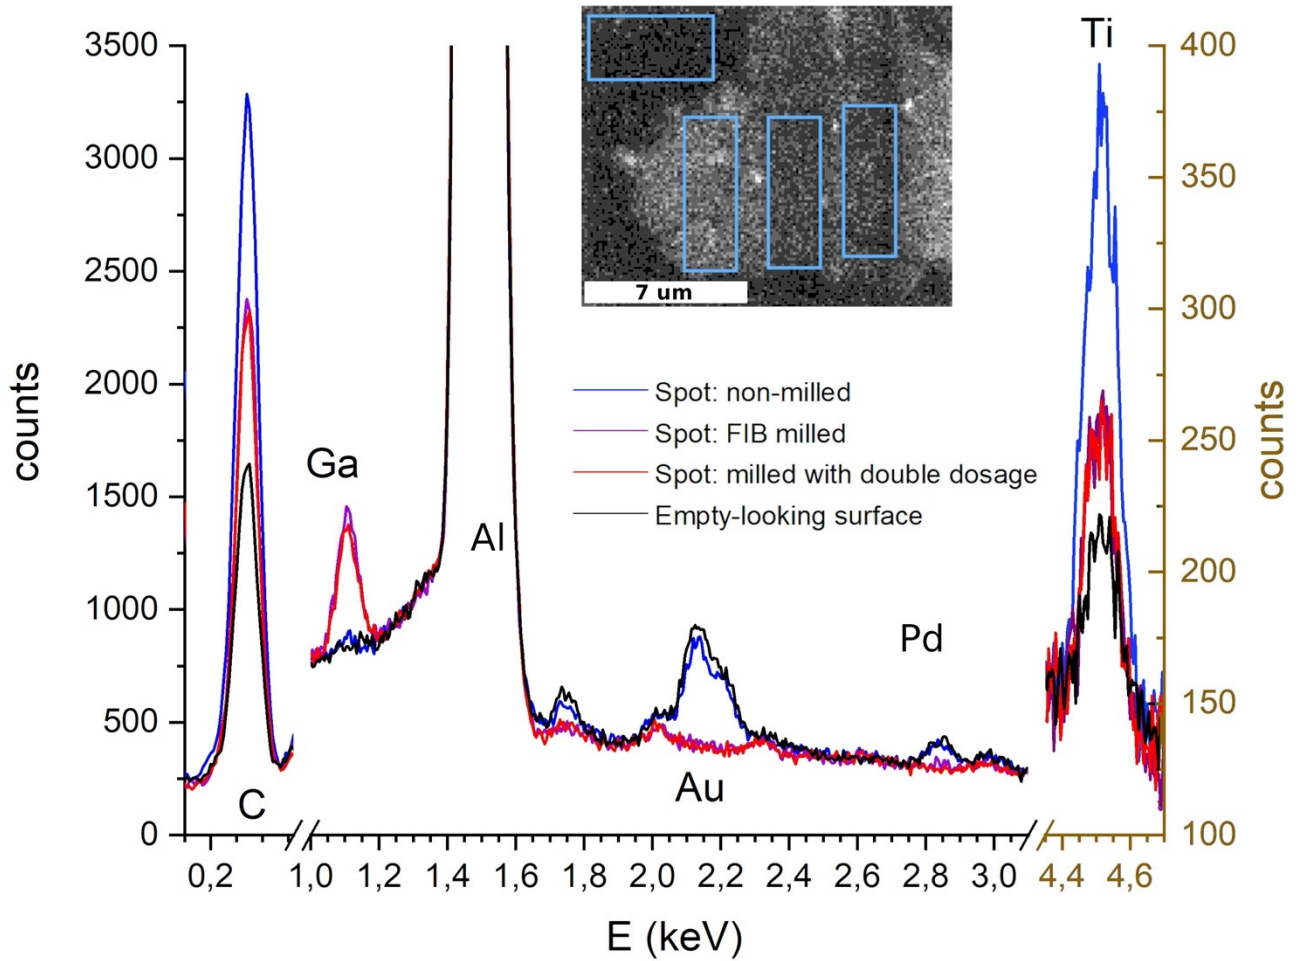 3500
3000
2500
2000
1500
1000
500
0
counts
C
Ga
Al
Au
Pd
Ti
7 um
Spot: non-milled
Spot: FIB milled
Spot: milled with double dosage
Empty-looking surface
400
350
300
250
200
150
100
counts
0,2 1,0 1,2 1,4 1,6 1,8 2,0 2,2 2,4 2,6 2,8 3,0 4,4 4,6
E (keV)